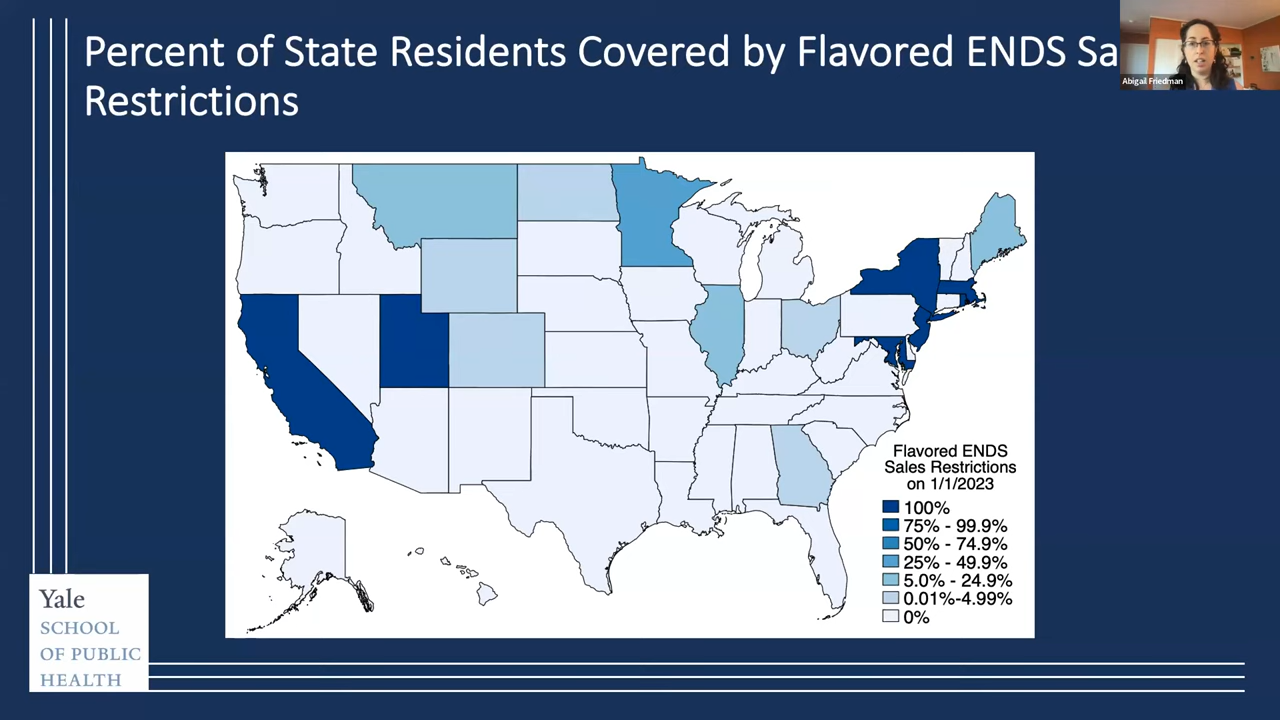 Percent of State Residents Covered by Flavored ENDS Sa
Restrictions
Abigail Friedman
Flavored ENDS
Sales Restrictions
on 1/1/2023
100%
75% - 99.9%
50% - 74.9%
25% - 49.9%
5.0% - 24.9%
0.01%-4.99%
0%
Yale
SCHOOL
OF PUBLIC
HEALTH